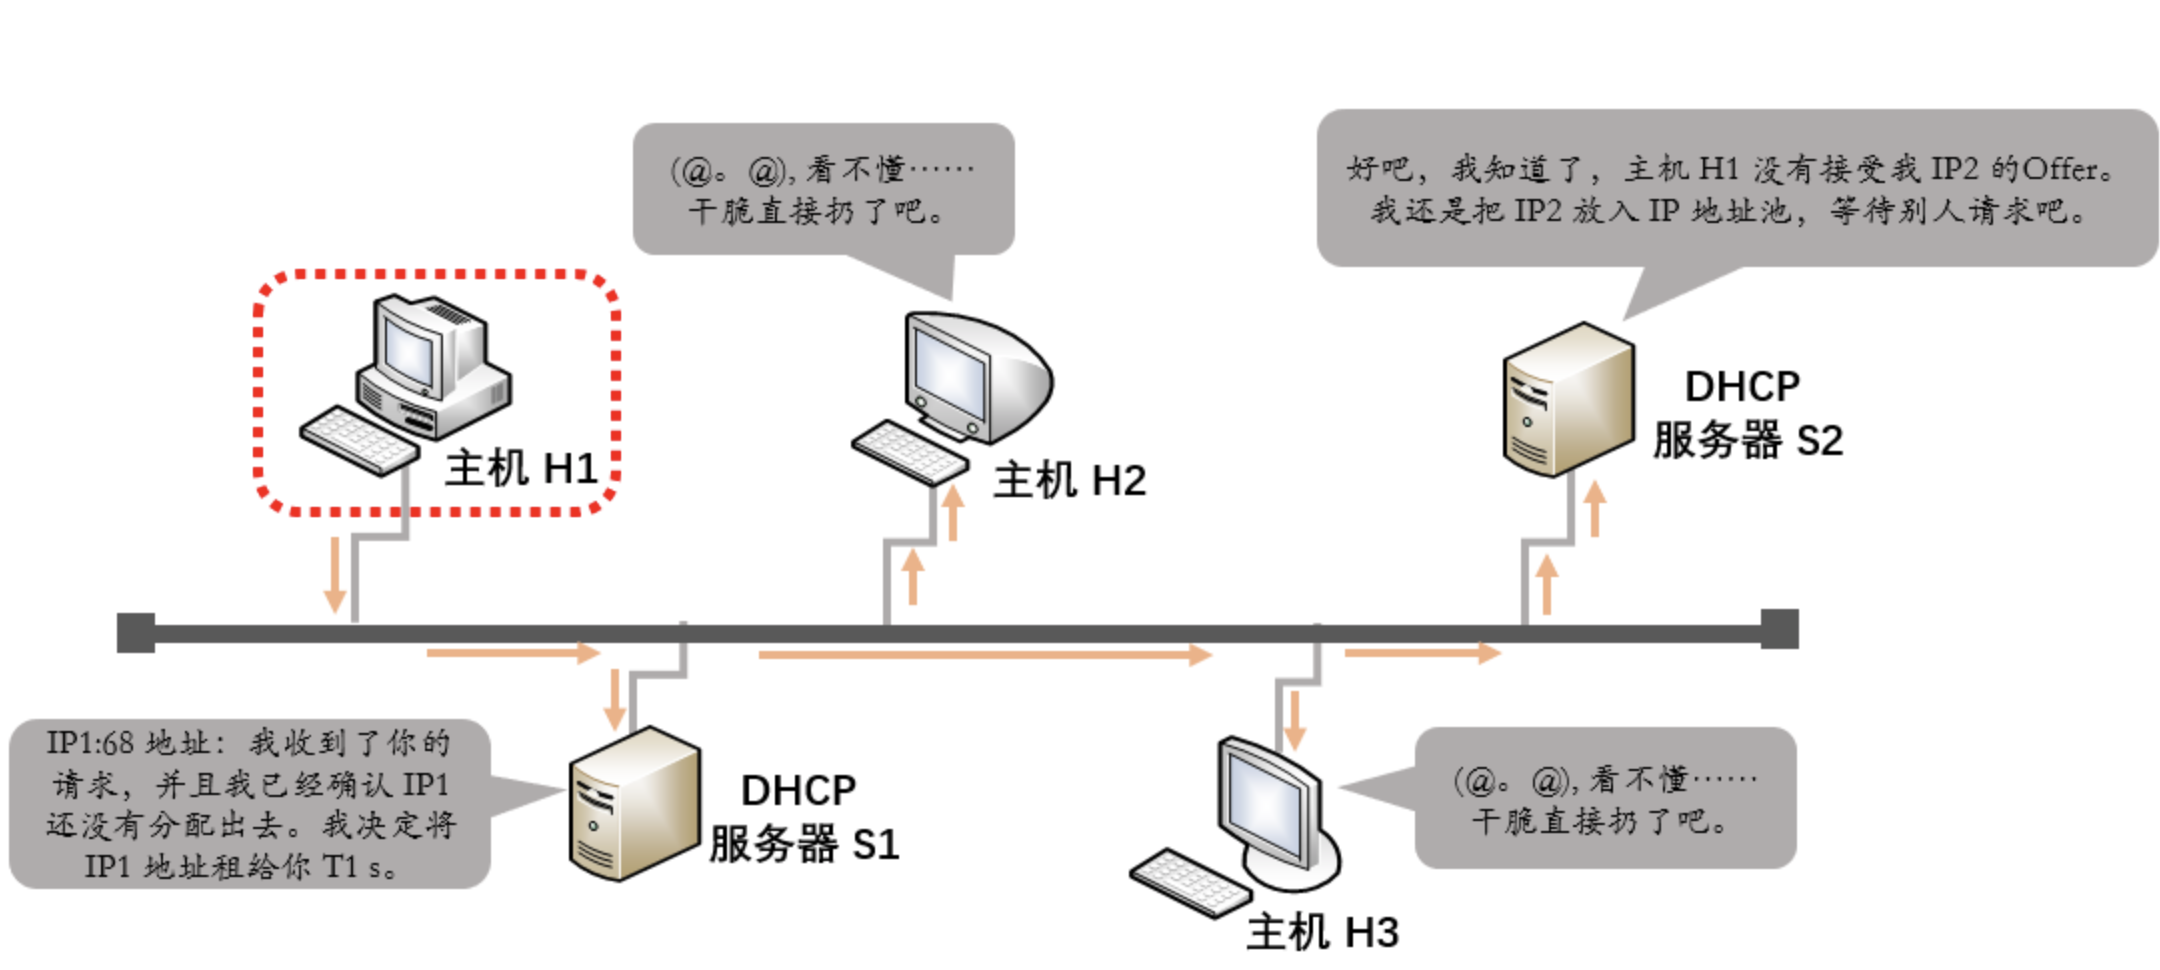 (@。@), 看不懂……
干脆直接扔了吧。
好吧，我知道了，主机 H1 没有接受我 IP2 的Offer。
我还是把 IP2 放入 IP 地址池，等待别人请求吧。
主机 H1
主机 H2
DHCP
服务器 S2
IP1:68 地址：我收到了你的
请求，并且我已经确认 IP1
还没有分配出去。我决定将
IP1 地址租给你 T1 s。
DHCP
服务器 S1
(@。@), 看不懂……
干脆直接扔了吧。
主机 H3